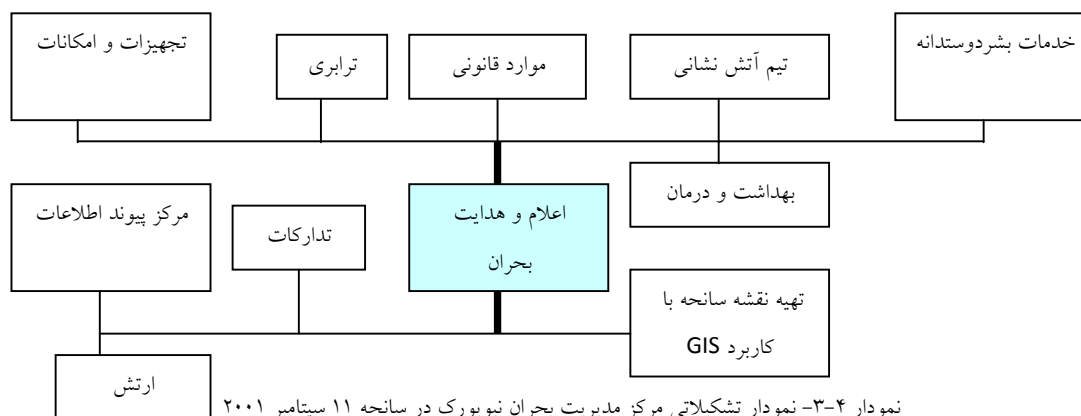 خدمات بشردوستدانه
تیم آتش نشانی
موارد قانونی
ترابری
تجهیزات و امکانات
بهداشت و درمان
اعلام و هدایت
بحران
تدارکات
مرکز پیوند اطلاعات
تهیه نقشه سانحه با
کاربرد GIS
ارتش
نمودار ۴-۳- نمودار تشکیلاتی مرکز مدیریت بحران نیویورک در سانحه ۱۱ سپتامبر ۲۰۰۱